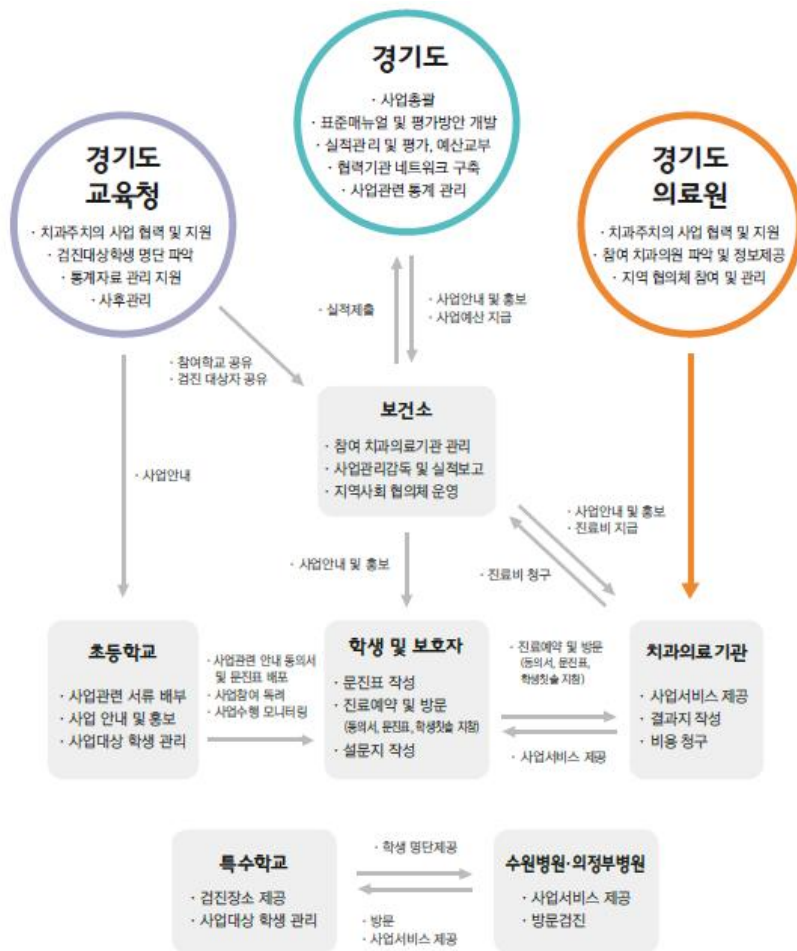 경기도
· 사업총괄
· 표준매뉴얼 및 평가방안 개발
· 실적관리 및 평가, 예산교부
· 협력기관 네트워크 구축
· 사업관련 통계 관리
경기도
교육청
· 치과주치의 사업 협력 및 지원
· 검진대상학생 명단 파악
· 통계자료 관리 지원
· 사후관리
경기도
의료원
· 치과주치의 사업 협력 및 지원
· 참여 치과의원 파악 및 정보제공
· 지역 협의체 참여 및 관리
· 실적제출
· 사업안내 및 홍보
· 사업예산 지급
· 참여학교 공유
· 검진 대상자 공유
보건소
· 참여 치과의료기관 관리
· 사업관리감독 및 실적보고
· 지역사회 협의체 운영
· 사업안내
· 사업안내 및 홍보
· 진료비 지급
· 사업안내 및 홍보
· 진료비 청구
초등학교
· 사업관련 서류 배부
· 사업 안내 및 홍보
· 사업대상 학생 관리
· 사업관련 안내 동의서
및 문진표 배포
· 사업참여 독려
· 사업수행 모니터링
학생 및 보호자
· 문진표 작성
· 진료예약 및 방문
(동의서, 문진표, 학생칫솔 지참)
· 설문지 작성
· 진료예약 및 방문
(동의서, 문진표,
학생칫솔 지참)
· 사업서비스 제공
치과의료기관
· 사업서비스 제공
· 결과지 작성
· 비용 청구
특수학교
· 검진장소 제공
· 사업대상 학생 관리
· 학생 명단제공
· 방문
· 사업서비스 제공
수원병원·의정부병원
· 사업서비스 제공
· 방문검진